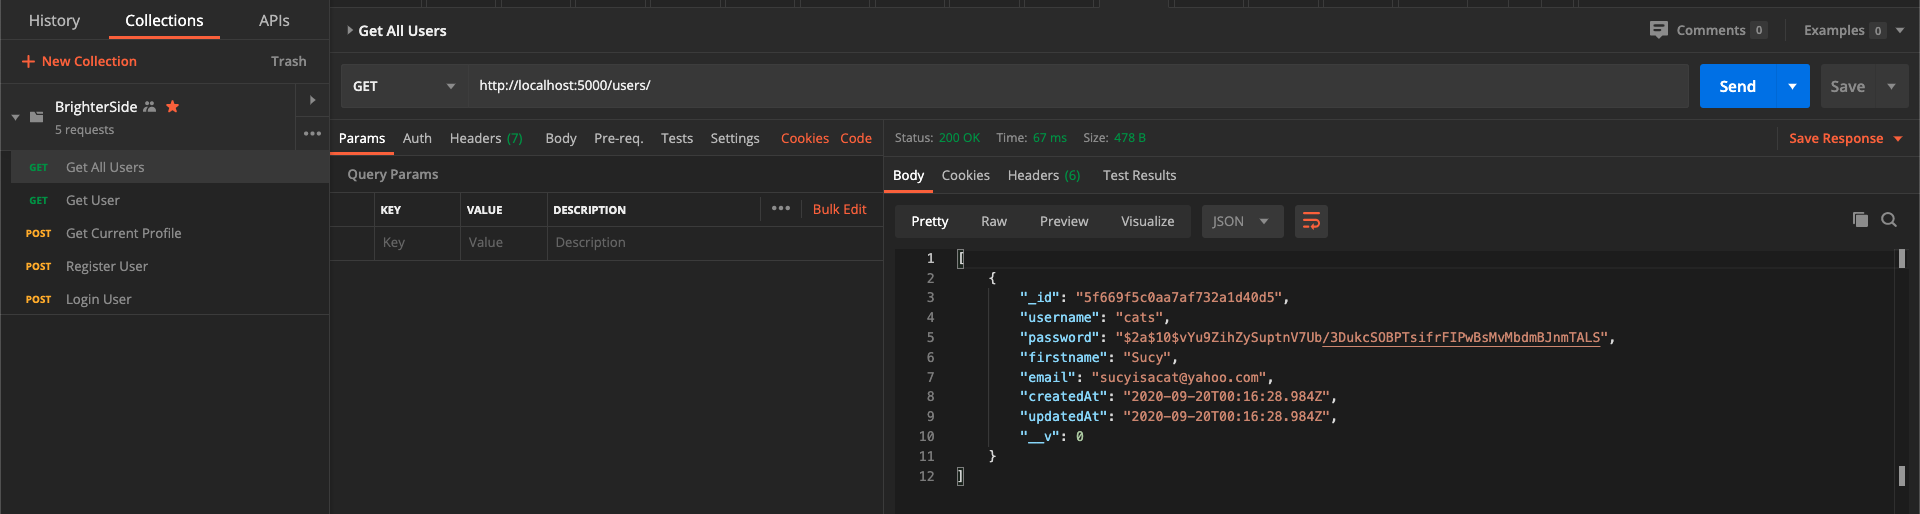 History Collections APIs
New Collection Trash
BrighterSide
5 requests
GET Get All Users
GET Get User
POST Get Current Profile
POST Register User
POST Login User
Get All Users
Comments 0 Examples 0
GET http://localhost:5000/users/ Send Save
Params Auth Headers (7) Body Pre-req. Tests Settings Cookies Code
Query Params
KEY VALUE DESCRIPTION ••• Bulk Edit
Key Value Description
Status: 200 OK Time: 67 ms Size: 478 B Save Response
Body Cookies Headers (6) Test Results
Pretty Raw Preview Visualize JSON
1 [
2 {
3 "_id": "5f669f5c0aa7af732a1d40d5",
4 "username": "cats",
5 "password": "$2a$10$vYu9ZihZySuptnV7Ub/3DukcSOBPTsifrFIPwBsMvMbdmBJnmTALS",
6 "firstname": "Sucy",
7 "email": "sucyisacat@yahoo.com",
8 "createdAt": "2020-09-20T00:16:28.984Z",
9 "updatedAt": "2020-09-20T00:16:28.984Z",
10 "__v": 0
11 }
12 ]